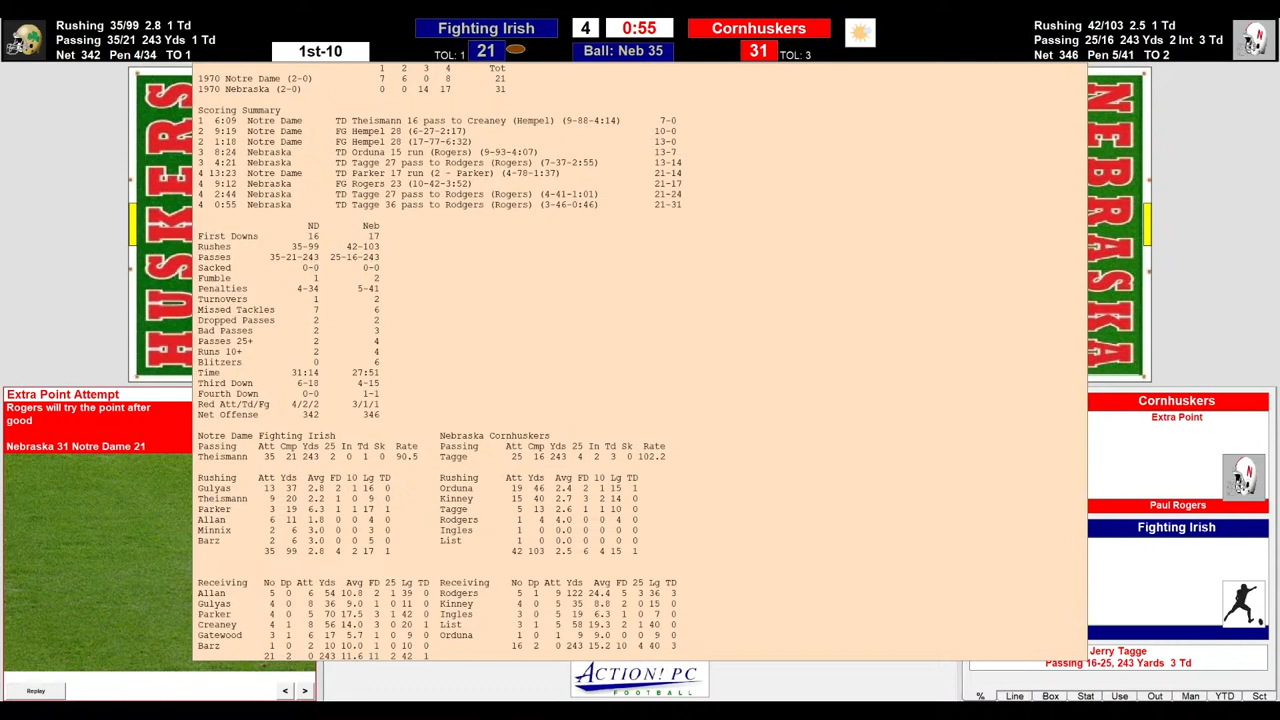 Rushing 35/99 2.8 1 Td
Passing 35/21 243 Yds 1 Td
Net 342 Pen 4/34 TO 1
1st-10
Fighting Irish
TOL: 1
21
4
0:55
Ball: Neb 35
Cornhuskers
31
TOL: 3
Rushing 42/103 2.5 1 Td
Passing 25/16 243 Yds 2 Int 3 Td
Net 346 Pen 5/41 TO 2
1 2 3 4 Tot
1970 Notre Dame (2-0) 7 6 0 8 21
1970 Nebraska (2-0) 0 0 14 17 31
Scoring Summary
1 6:09 Notre Dame TD Theismann 16 pass to Creaney (Hempel) (9-88-4:14) 7-0
2 9:19 Notre Dame FG Hempel 28 (6-27-2:17) 10-0
2 1:18 Notre Dame FG Hempel 28 (17-77-6:32) 13-0
3 8:24 Nebraska TD Orduna 15 run (Rogers) (9-93-4:07) 13-7
3 4:21 Nebraska TD Tagge 27 pass to Rodgers (Rogers) (7-37-2:55) 13-14
4 13:23 Notre Dame TD Parker 17 run (2 - Parker) (4-78-1:37) 21-14
4 9:12 Nebraska FG Rogers 23 (10-42-3:52) 21-17
4 2:44 Nebraska TD Tagge 27 pass to Rodgers (Rogers) (4-41-1:01) 21-24
4 0:55 Nebraska TD Tagge 36 pass to Rodgers (Rogers) (3-46-0:46) 21-31
ND Neb
First Downs 16 17
Rushes 35-99 42-103
Passes 35-21-243 25-16-243
Sacked 0-0 0-0
Fumble 1 2
Penalties 4-34 5-41
Turnovers 1 2
Missed Tackles 7 6
Dropped Passes 2 2
Bad Passes 2 3
Passes 25+ 2 4
Runs 10+ 2 4
Blitzers 0 6
Time 31:14 27:51
Third Down 6-18 4-15
Fourth Down 0-0 1-1
Red Att/Td/Fg 4/2/2 3/1/1
Net Offense 342 346
Notre Dame Fighting Irish Nebraska Cornhuskers
Passing Att Cmp Yds 25 In Td Sk Rate Passing Att Cmp Yds 25 In Td Sk Rate
Theismann 35 21 243 2 0 1 0 90.5 Tagge 25 16 243 4 2 3 0 102.2
Rushing Att Yds Avg FD 10 Lg TD Rushing Att Yds Avg FD 10 Lg TD
Gulyas 13 37 2.8 2 1 16 0 Orduna 19 46 2.4 2 1 15 1
Theismann 9 20 2.2 1 0 9 0 Kinney 15 40 2.7 3 2 14 0
Parker 3 19 6.3 1 1 17 1 Tagge 5 13 2.6 1 1 10 0
Allan 6 11 1.8 0 0 4 0 Rodgers 1 4 4.0 0 0 4 0
Minnix 2 6 3.0 0 0 3 0 Ingles 1 0 0.0 0 0 0 0
Barz 2 6 3.0 0 0 5 0 List 1 0 0.0 0 0 0 0
35 99 2.8 4 2 17 1 42 103 2.5 6 4 15 1
Receiving No Dp Att Yds Avg FD 25 Lg TD Receiving No Dp Att Yds Avg FD 25 Lg TD
Allan 5 0 6 54 10.8 2 1 39 0 Rodgers 5 1 9 122 24.4 5 3 36 3
Gulyas 4 0 8 36 9.0 1 0 11 0 Kinney 4 0 5 35 8.8 2 0 15 0
Parker 4 0 5 70 17.5 3 1 42 0 Ingles 3 0 5 19 6.3 1 0 7 0
Creaney 4 1 8 56 14.0 3 0 20 1 List 3 1 5 58 19.3 2 1 40 0
Gatewood 3 1 6 17 5.7 1 0 9 0 Orduna 1 0 1 9 9.0 0 0 9 0
Barz 1 0 2 10 10.0 1 0 10 0 16 2 0 243 15.2 10 4 40 3
21 2 0 243 11.6 11 2 42 1
HUSKERS
NEBRASKA
Extra Point Attempt
Rogers will try the point after
good
Nebraska 31 Notre Dame 21
Replay
<
>
ACTION! PC
FOOTBALL
Cornhuskers
Extra Point
N
Paul Rogers
Fighting Irish
Jerry Tagge
Passing 16-25, 243 Yards 3 Td
% Line Box Stat Use Out Man YTD Sct